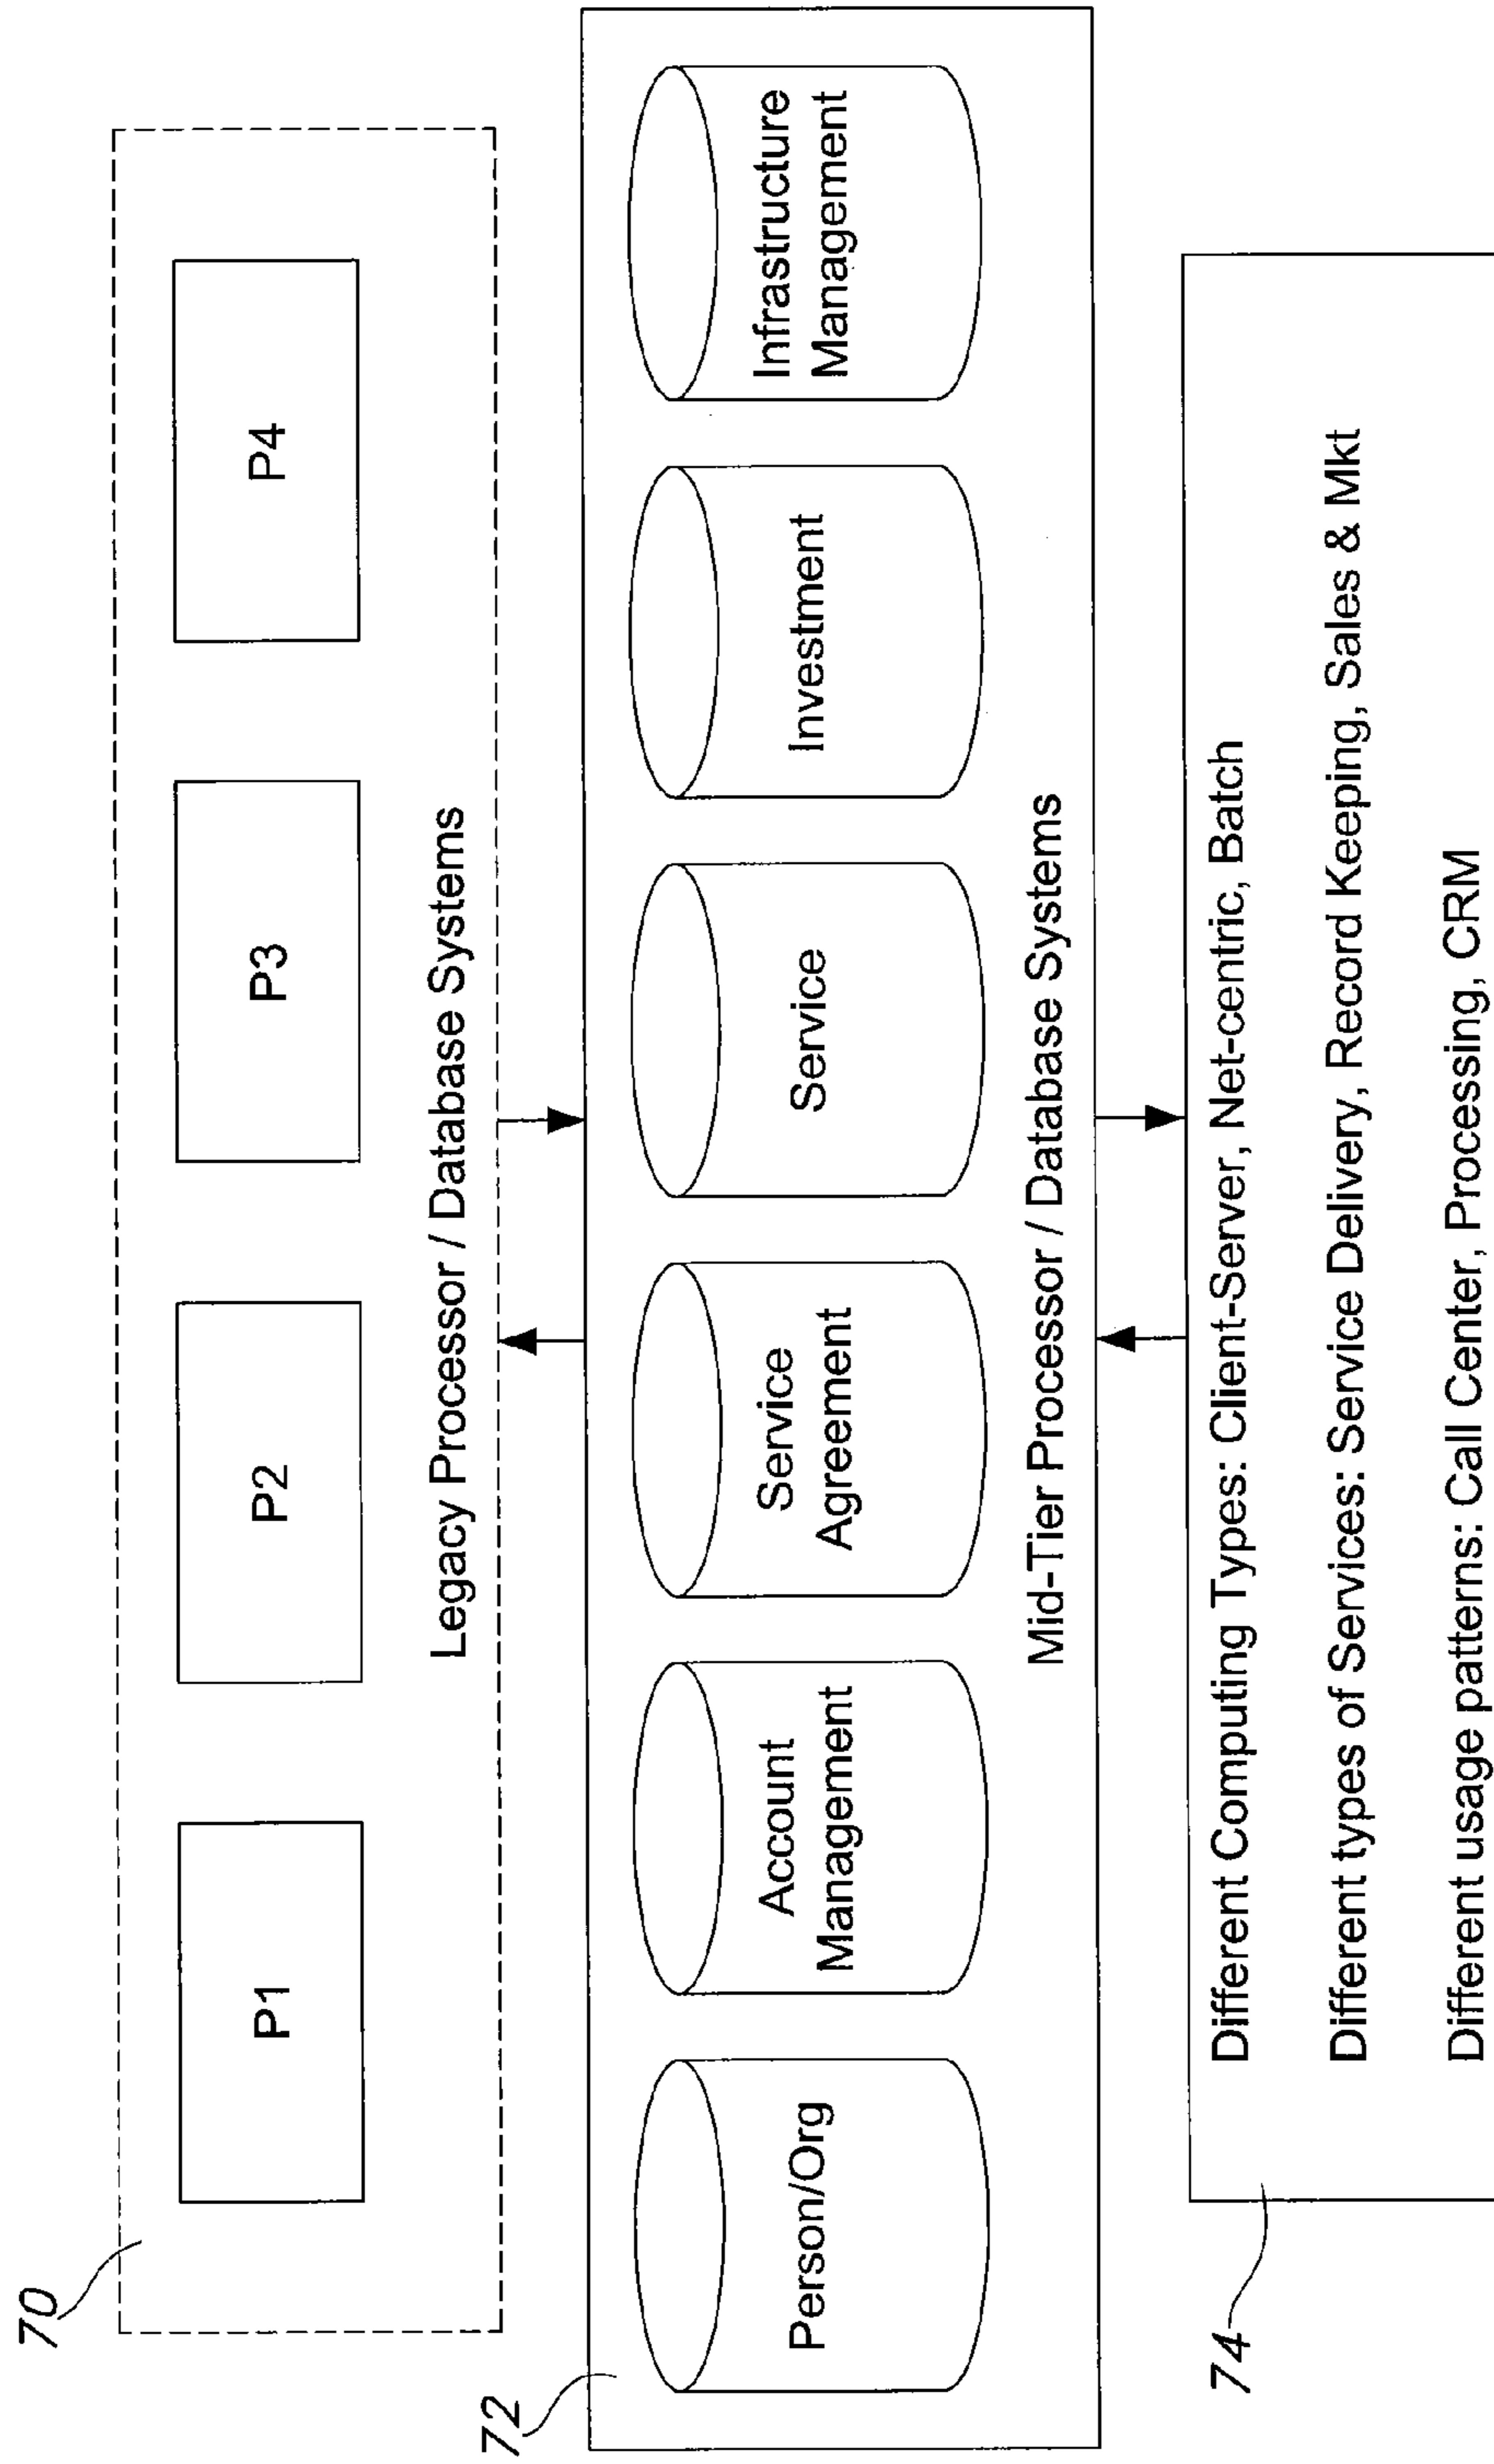 70
P1
P2
P3
P4
Legacy Processor / Database Systems
72
Person/Org
Account
Management
Service
Agreement
Service
Investment
Infrastructure
Management
Mid-Tier Processor / Database Systems
74
Different Computing Types: Client-Server, Net-centric, Batch
Different types of Services: Service Delivery, Record Keeping, Sales & Mkt
Different usage patterns: Call Center, Processing, CRM